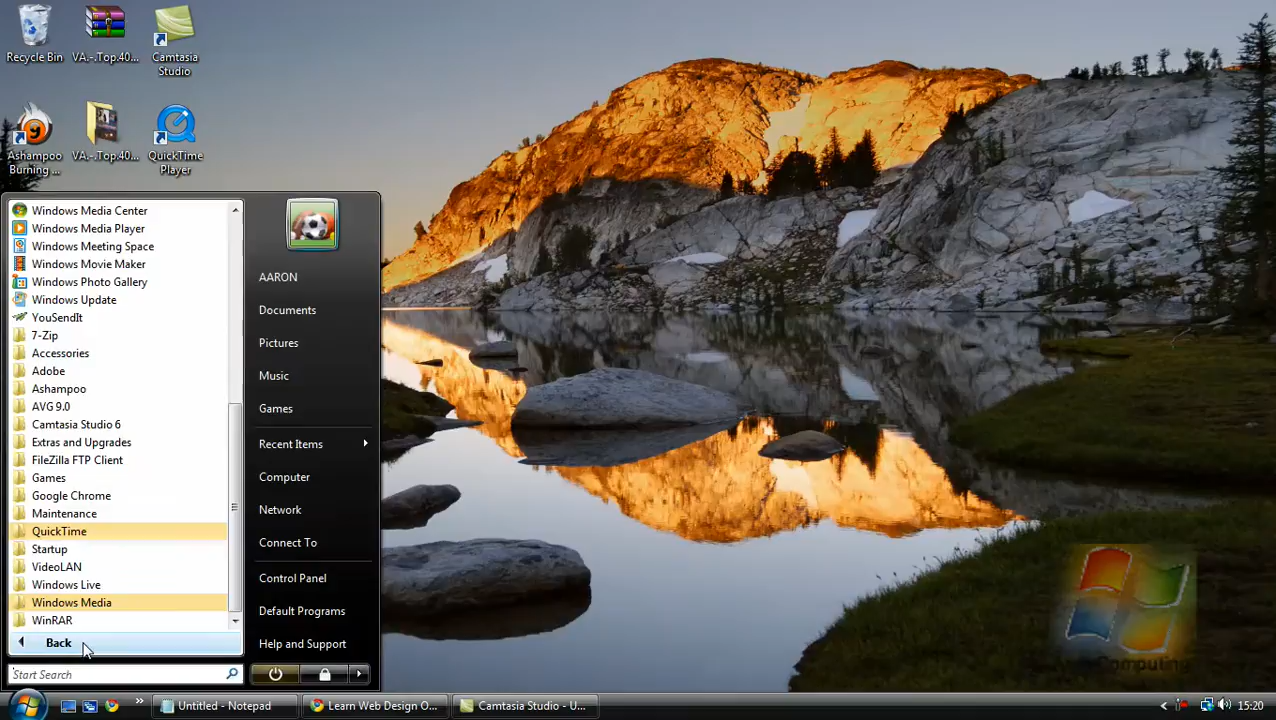 Recycle Bin
VA.-.Top.40...
Camtasia
Studio
Ashampoo
Burning ...
VA.-.Top.40...
QuickTime
Player
Windows Media Center
Windows Media Player
Windows Meeting Space
Windows Movie Maker
Windows Photo Gallery
Windows Update
YouSendIt
7-Zip
Accessories
Adobe
Ashampoo
AVG 9.0
Camtasia Studio 6
Extras and Upgrades
FileZilla FTP Client
Games
Google Chrome
Maintenance
QuickTime
Startup
VideoLAN
Windows Live
Windows Media
WinRAR
Back
Start Search
AARON
Documents
Pictures
Music
Games
Recent Items
Computer
Network
Connect To
Control Panel
Default Programs
Help and Support
Computing
Untitled - Notepad
Learn Web Design O...
Camtasia Studio - U...
15:20